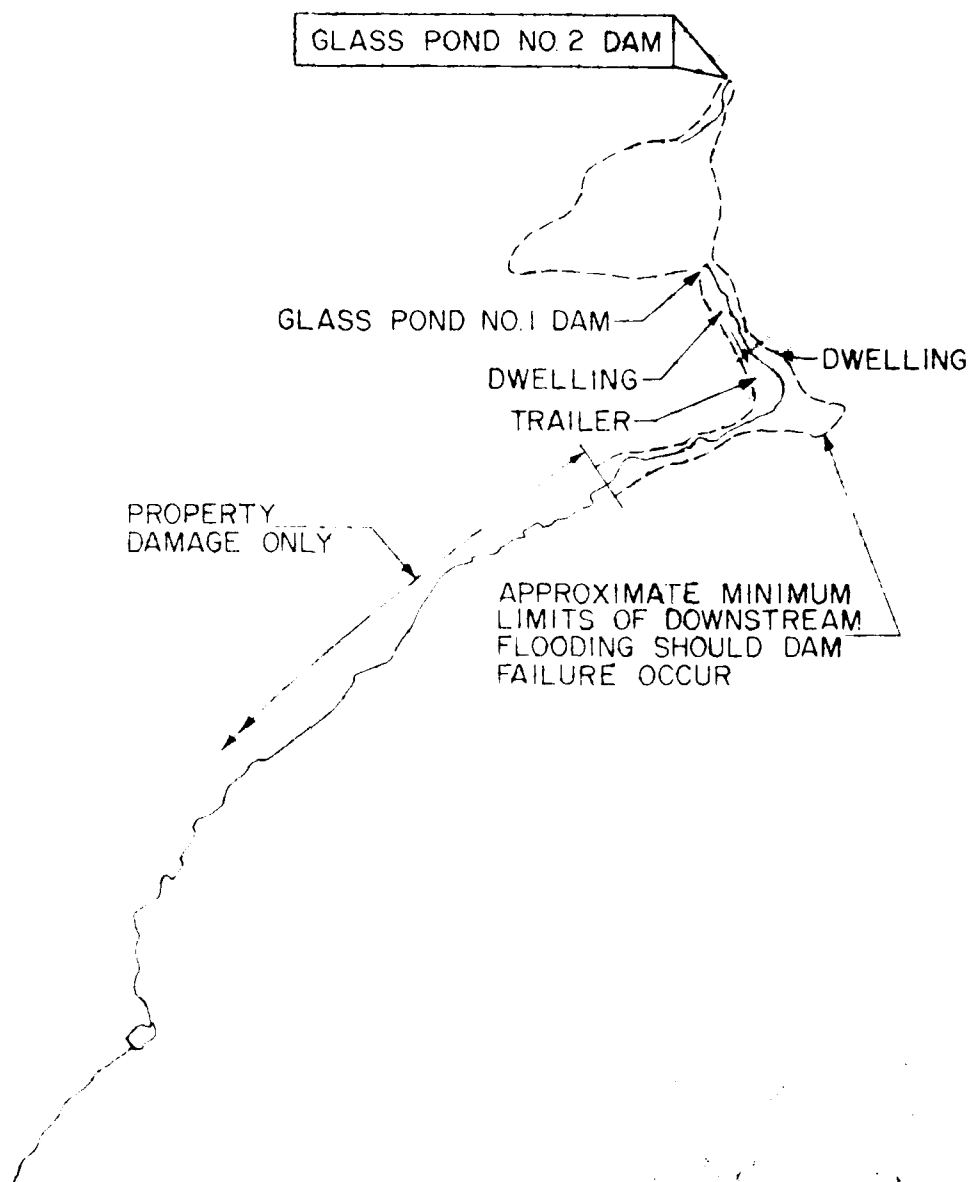 GLASS POND NO. 2 DAM
GLASS POND NO. 1 DAM
DWELLING
DWELLING
TRAILER
PROPERTY
DAMAGE ONLY
APPROXIMATE MINIMUM
LIMITS OF DOWNSTREAM
FLOODING SHOULD DAM
FAILURE OCCUR